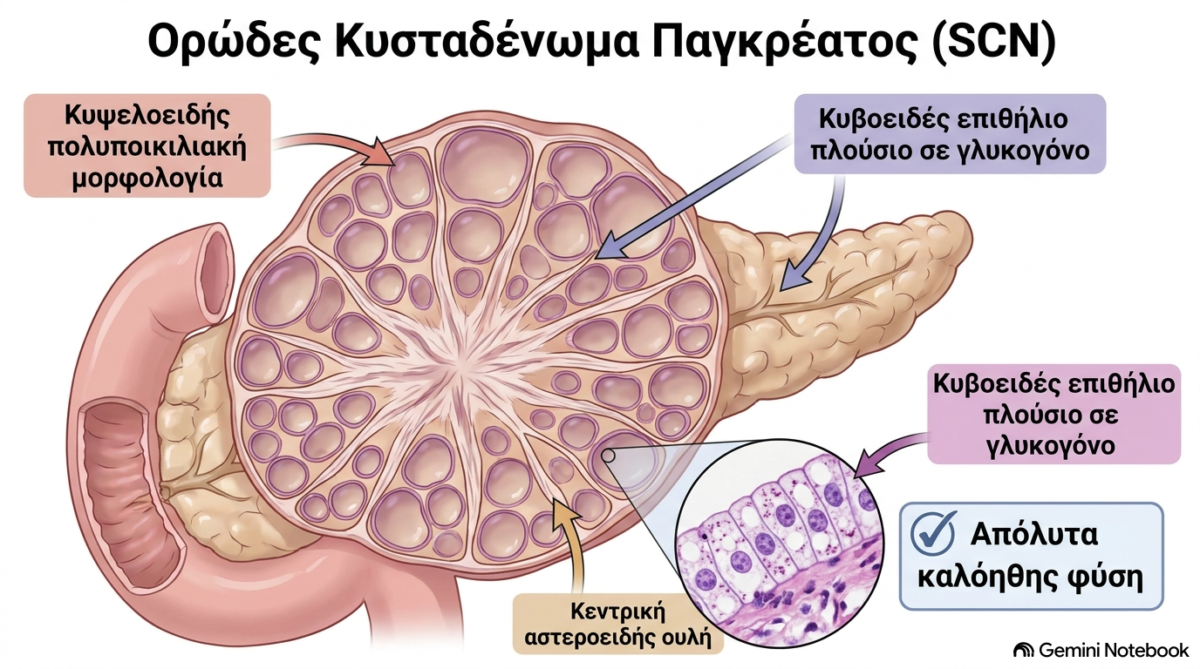 Ορώδες Κυσταδένωμα Παγκρέατος (SCN)
Κυψελοειδής
πολυποικιλιακή
μορφολογία
Κυβοειδές επιθήλιο
πλούσιο σε γλυκογόνο
Κυβοειδές επιθήλιο
πλούσιο σε
γλυκογόνο
Απόλυτα
καλόηθης φύση
Κεντρική
αστεροειδής ουλή
Gemini Notebook